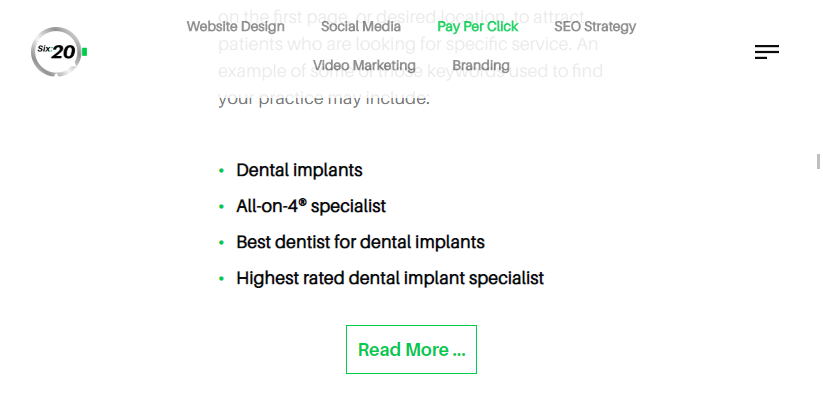 on the first page, or desired location, to attract
Website Design Social Media Pay Per Click SEO Strategy
patients who are looking for specific service. An
Six:20
Video Marketing Branding
example of some of those keywords used to find
your practice may include:
• Dental implants
• All-on-4® specialist
• Best dentist for dental implants
• Highest rated dental implant specialist
Read More ...